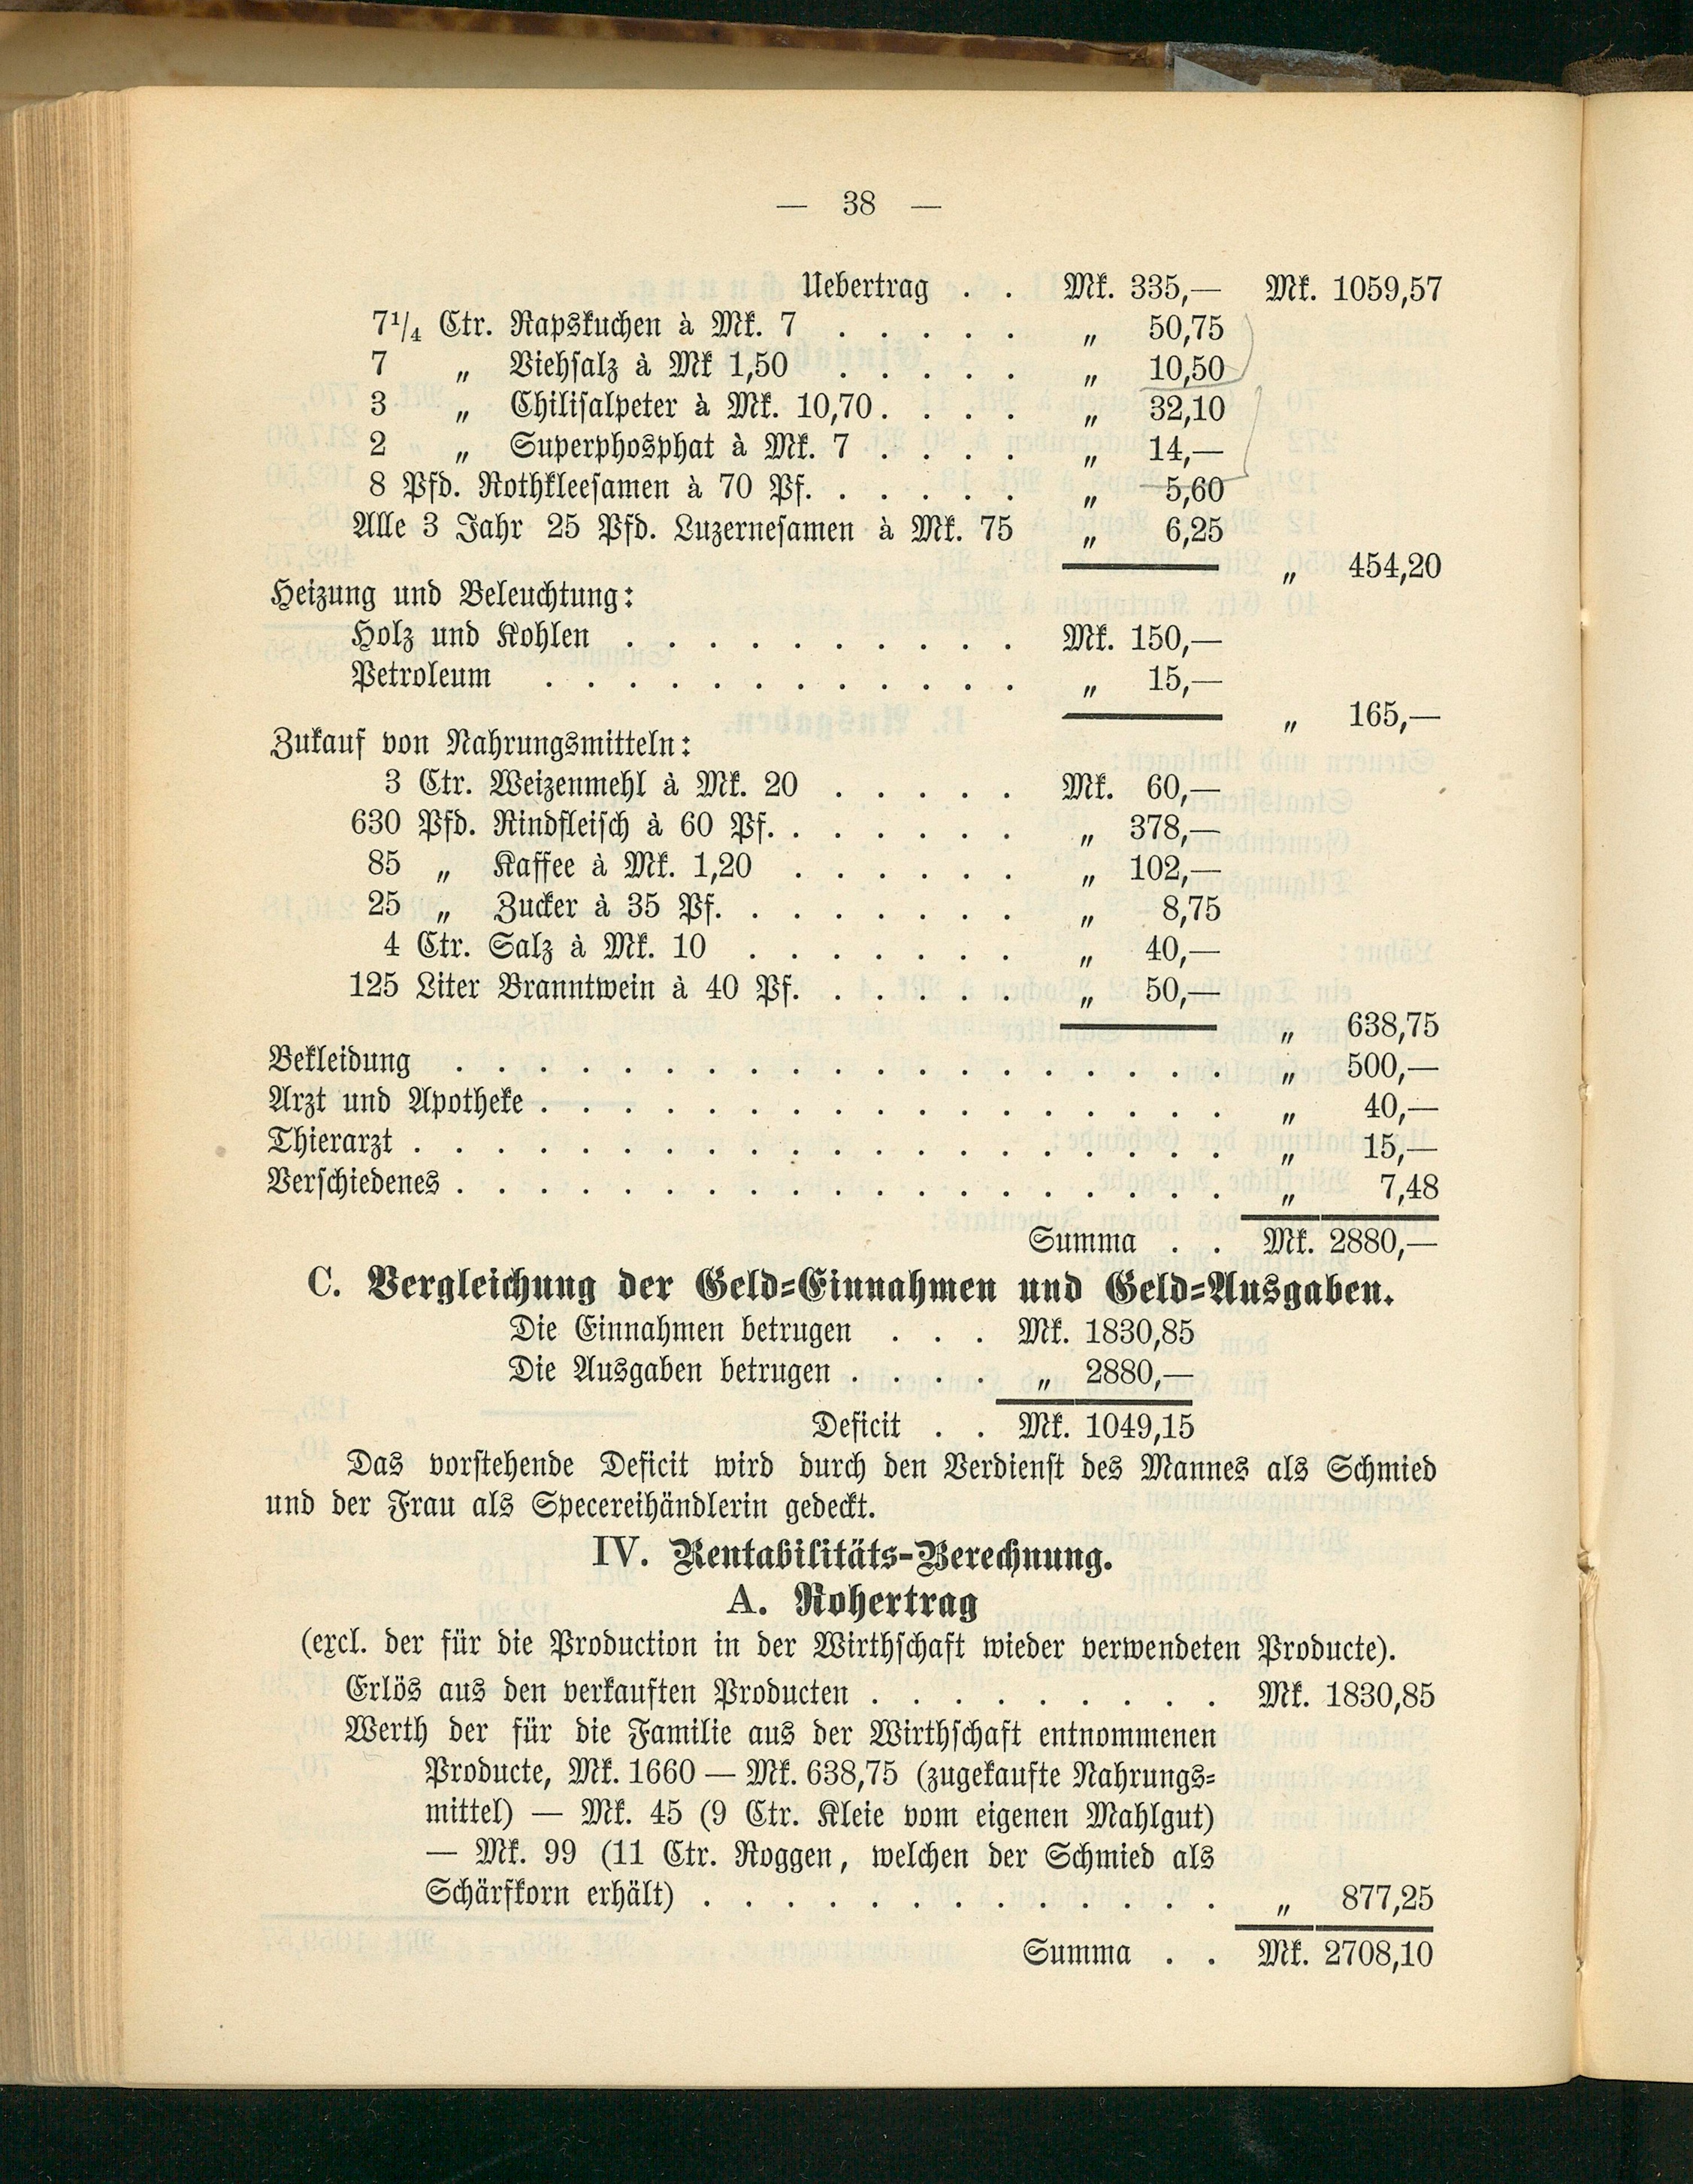 — 38 —
Uebertrag . . Mk. 335,— Mk. 1059,57
7¹/₄ Ctr. Rapskuchen à Mk. 7 . . . . . „ 50,75
7 „ Viehsalz à Mk 1,50 . . . . . „ 10,50
3 „ Chilisalpeter à Mk. 10,70 . . . . „ 32,10
2 „ Superphosphat à Mk. 7 . . . . „ 14,—
8 Pfd. Rothkleesamen à 70 Pf. . . . . . „ 5,60
Alle 3 Jahr 25 Pfd. Luzernesamen à Mk. 75 „ 6,25
„ 454,20
Heizung und Beleuchtung:
Holz und Kohlen . . . . . . . . . . Mk. 150,—
Petroleum . . . . . . . . . . . . „ 15,—
„ 165,—
Zukauf von Nahrungsmitteln:
3 Ctr. Weizenmehl à Mk. 20 . . . . . Mk. 60,—
630 Pfd. Rindfleisch à 60 Pf. . . . . . . „ 378,—
85 „ Kaffee à Mk. 1,20 . . . . . . „ 102,—
25 „ Zucker à 35 Pf. . . . . . . . „ 8,75
4 Ctr. Salz à Mk. 10 . . . . . . . „ 40,—
125 Liter Branntwein à 40 Pf. . . . . . „ 50,—
„ 638,75
Bekleidung . . . . . . . . . . . . . . . . . . . „ 500,—
Arzt und Apotheke . . . . . . . . . . . . . . . . . „ 40,—
Thierarzt . . . . . . . . . . . . . . . . . . . . „ 15,—
Verschiedenes . . . . . . . . . . . . . . . . . . . „ 7,48
Summa . . Mk. 2880,—
C. Vergleichung der Geld=Einnahmen und Geld=Ausgaben.
Die Einnahmen betrugen . . . Mk. 1830,85
Die Ausgaben betrugen . . . . „ 2880,—
Deficit . . Mk. 1049,15
Das vorstehende Deficit wird durch den Verdienst des Mannes als Schmied
und der Frau als Specereihändlerin gedeckt.
IV. Rentabilitäts-Berechnung.
A. Rohertrag
(excl. der für die Production in der Wirthschaft wieder verwendeten Producte).
Erlös aus den verkauften Producten . . . . . . . . . Mk. 1830,85
Werth der für die Familie aus der Wirthschaft entnommenen
Producte, Mk. 1660 — Mk. 638,75 (zugekaufte Nahrungs=
mittel) — Mk. 45 (9 Ctr. Kleie vom eigenen Mahlgut)
— Mk. 99 (11 Ctr. Roggen, welchen der Schmied als
Schärfkorn erhält) . . . . . . . . . . . . . „ 877,25
Summa . . Mk. 2708,10